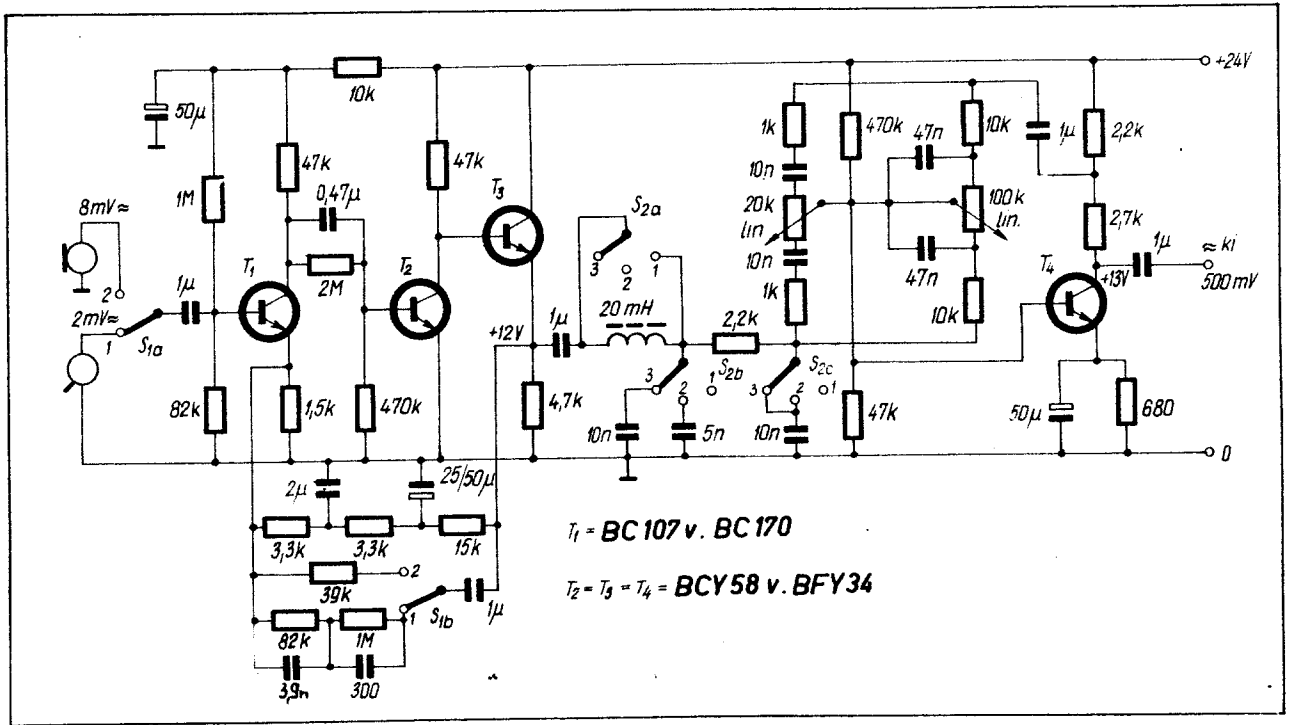 +24V
10k
50μ
47k
1M
0,47μ
2M
8mV≈
2
2mV≈
1
S1a
1μ
T1
82k
1,5k
470k
47k
T2
T3
+12V
4,7k
1μ
S2a
3
2
1
20 mH
2,2k
3
2
1
S2b
10n
5n
S2c
3
2
1
10n
1k
10n
20k
lin
10n
1k
470k
47k
47n
47n
10k
100k
lin.
10k
1μ
2,2k
2,7k
T4
+13V
1μ
≈ ki
500 mV
50μ
680
0
2μ
25/50μ
3,3k
3,3k
15k
39k
2
1
S1b
1μ
82k
1M
3,9n
300
T1 = BC 107 v. BC 170
T2 = T3 = T4 = BCY 58 v. BFY 34